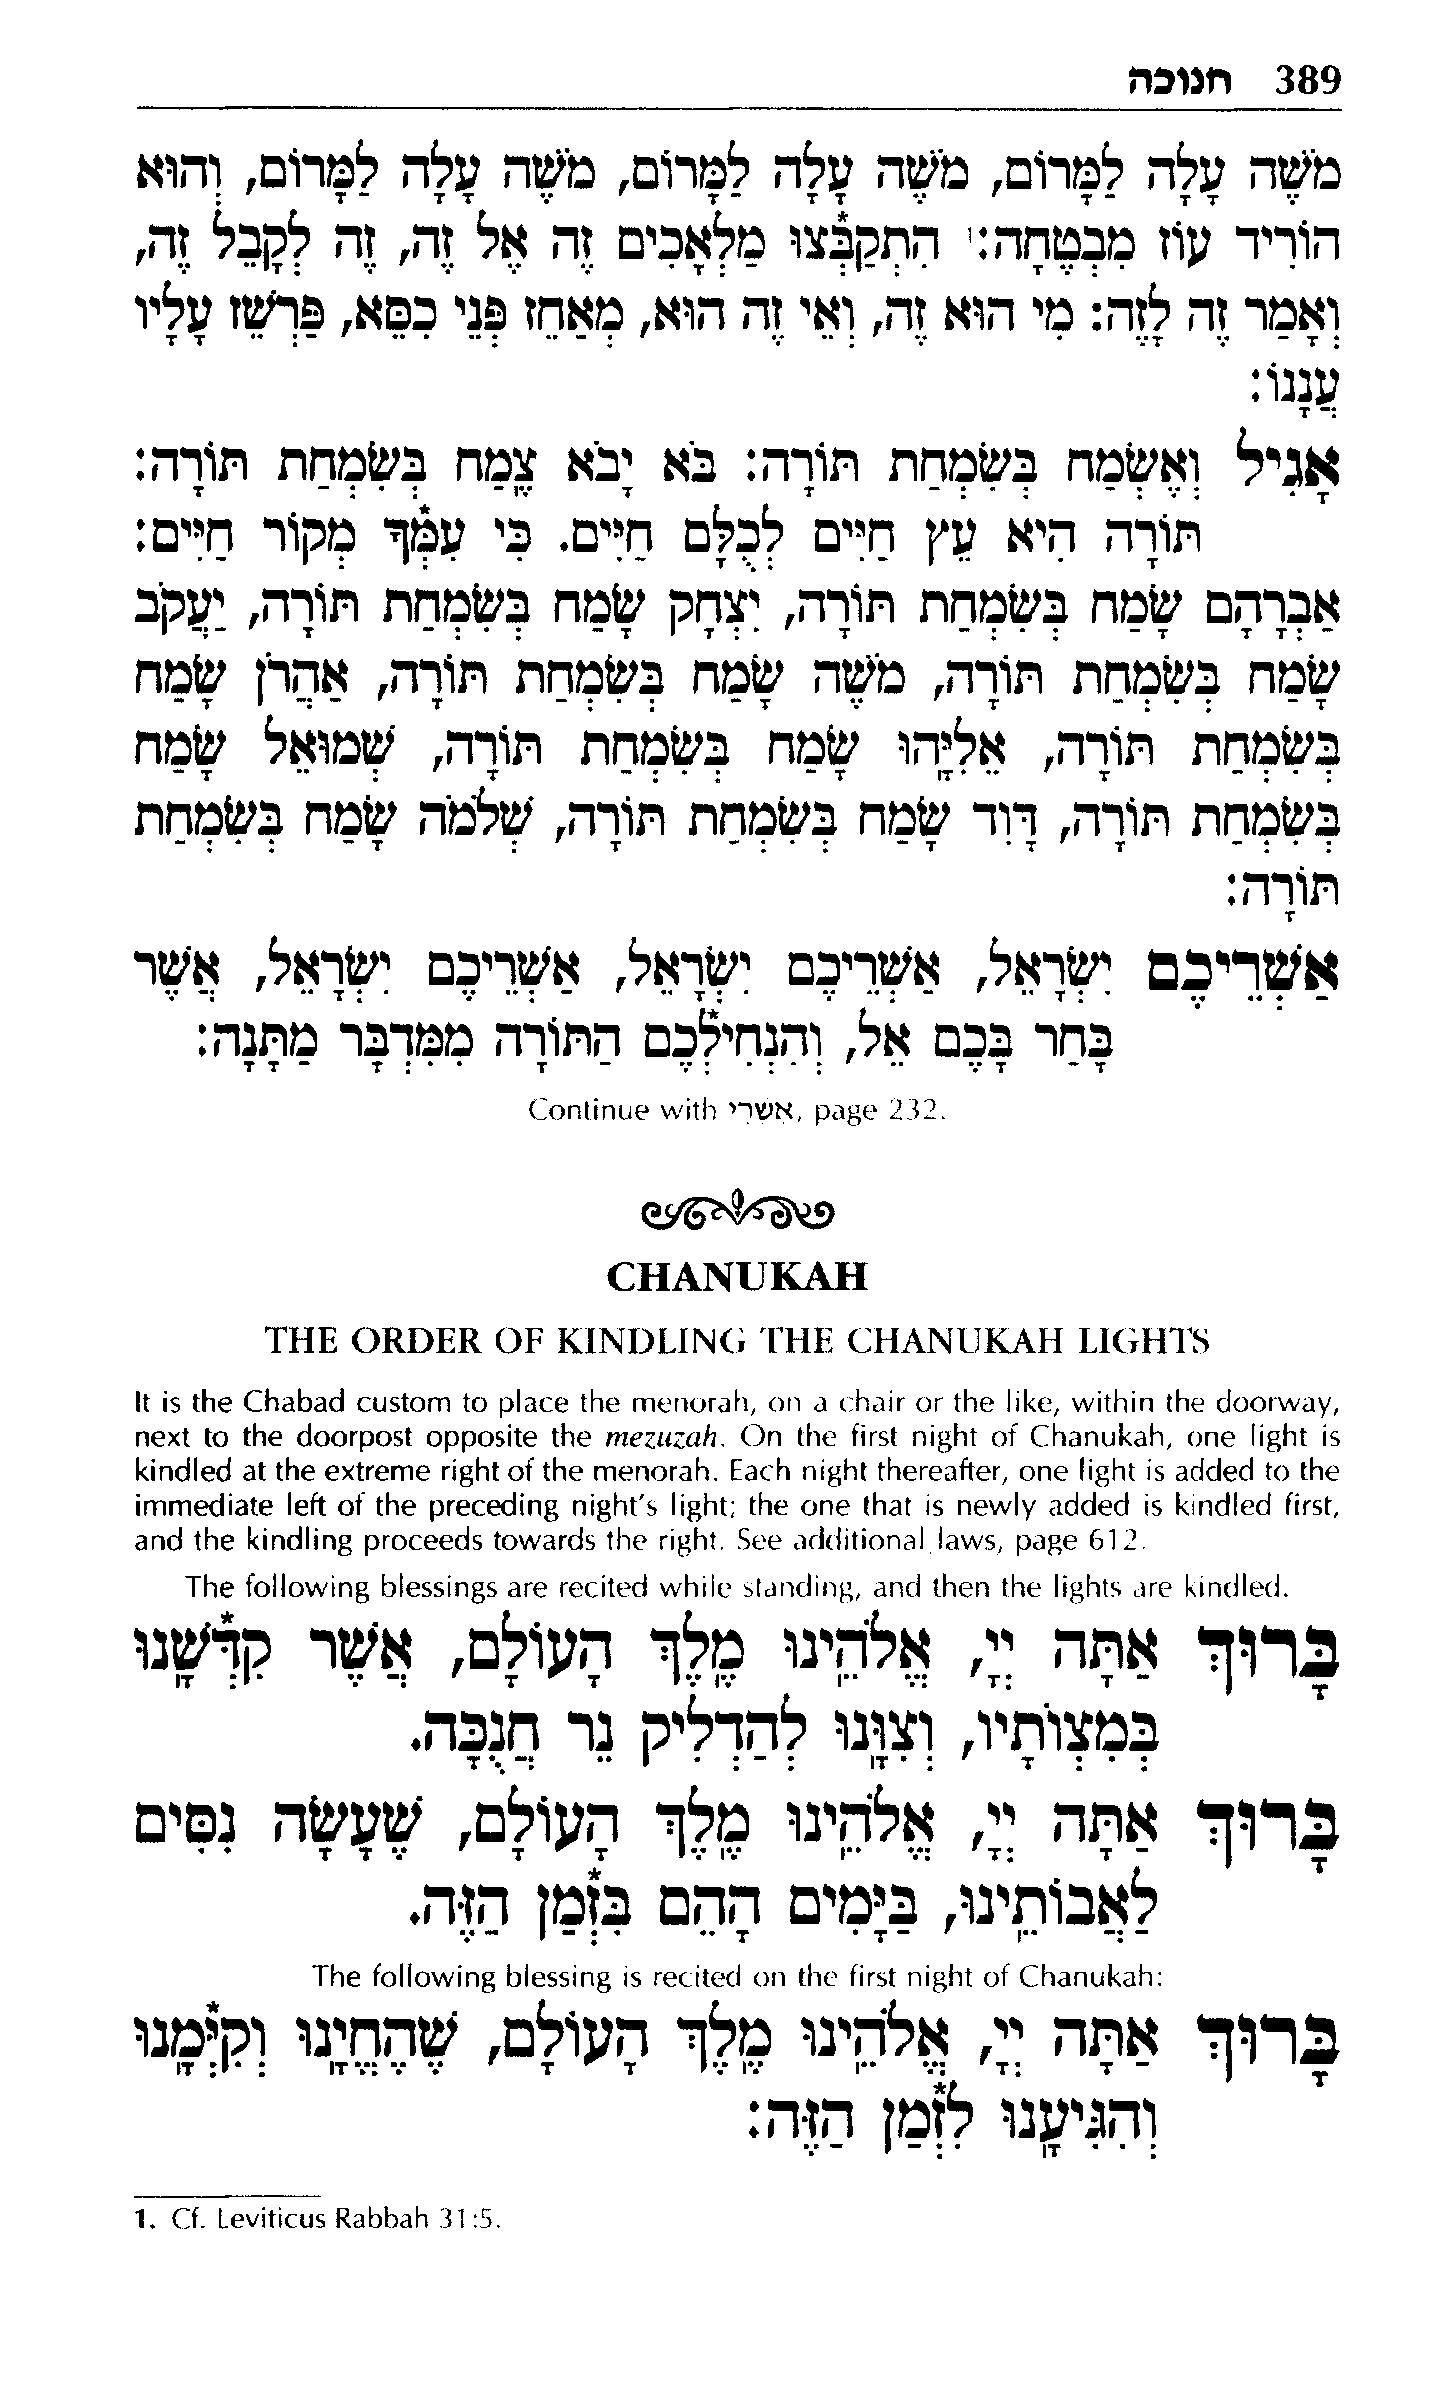 389 חנוכה
מֹשֶׁה עָלָה לַמָּרוֹם, מֹשֶׁה עָלָה לַמָּרוֹם, מֹשֶׁה עָלָה לַמָּרוֹם, וְהוּא
הוֹרִיד עוֹז מִבְטֶחָה:¹ הִתְקַבְּ*צוּ מַלְאָכִים זֶה אֶל זֶה, זֶה לְקָבֵל זֶה,
וְאָמַר זֶה לָזֶה: מִי הוּא זֶה, וְאֵי זֶה הוּא, מְאַחֵז פְּנֵי כִסֵּא, פַּרְשֵׁז עָלָיו
עֲנָנוֹ:
אָגִיל וְאֶשְׂמַח בְּשִׂמְחַת תּוֹרָה: בֹּא יָבֹא צֶמַח בְּשִׂמְחַת תּוֹרָה:
תּוֹרָה הִיא עֵץ חַיִּים לְכֻלָּם חַיִּים. כִּי עִמְּ*ךָ מְקוֹר חַיִּים:
אַבְרָהָם שָׂמַח בְּשִׂמְחַת תּוֹרָה, יִצְחָק שָׂמַח בְּשִׂמְחַת תּוֹרָה, יַעֲקֹב
שָׂמַח בְּשִׂמְחַת תּוֹרָה, מֹשֶׁה שָׂמַח בְּשִׂמְחַת תּוֹרָה, אַהֲרֹן שָׂמַח
בְּשִׂמְחַת תּוֹרָה, אֵלִיָּהוּ שָׂמַח בְּשִׂמְחַת תּוֹרָה, שְׁמוּאֵל שָׂמַח
בְּשִׂמְחַת תּוֹרָה, דָּוִד שָׂמַח בְּשִׂמְחַת תּוֹרָה, שְׁלֹמֹה שָׂמַח בְּשִׂמְחַת
תּוֹרָה:
אַשְׁרֵיכֶם יִשְׂרָאֵל, אַשְׁרֵיכֶם יִשְׂרָאֵל, אַשְׁרֵיכֶם יִשְׂרָאֵל, אֲשֶׁר
בָּחַר בָּכֶם אֵל, וְהִנְחִילְ*כֶם הַתּוֹרָה מִמִּדְבָּר מַתָּנָה:
Continue with אשרי, page 232.
CHANUKAH
THE ORDER OF KINDLING THE CHANUKAH LIGHTS
It is the Chabad custom to place the menorah, on a chair or the like, within the doorway,
next to the doorpost opposite the mezuzah. On the first night of Chanukah, one light is
kindled at the extreme right of the menorah. Each night thereafter, one light is added to the
immediate left of the preceding night's light; the one that is newly added is kindled first,
and the kindling proceeds towards the right. See additional laws, page 612.
The following blessings are recited while standing, and then the lights are kindled.
בָּרוּךְ אַתָּה יְיָ, אֱלֹהֵינוּ מֶלֶךְ הָעוֹלָם, אֲשֶׁר קִדְּ*שָׁנוּ
בְּמִצְוֹתָיו, וְצִוָּנוּ לְהַדְלִיק נֵר חֲנֻכָּה.
בָּרוּךְ אַתָּה יְיָ, אֱלֹהֵינוּ מֶלֶךְ הָעוֹלָם, שֶׁעָשָׂה נִסִּים
לַאֲבוֹתֵינוּ, בַּיָּמִים הָהֵם בִּזְ*מַן הַזֶּה.
The following blessing is recited on the first night of Chanukah:
בָּרוּךְ אַתָּה יְיָ, אֱלֹהֵינוּ מֶלֶךְ הָעוֹלָם, שֶׁהֶחֱיָנוּ וְקִיְּ*מָנוּ
וְהִגִּיעָנוּ לִזְ*מַן הַזֶּה:
1. Cf. Leviticus Rabbah 31:5.